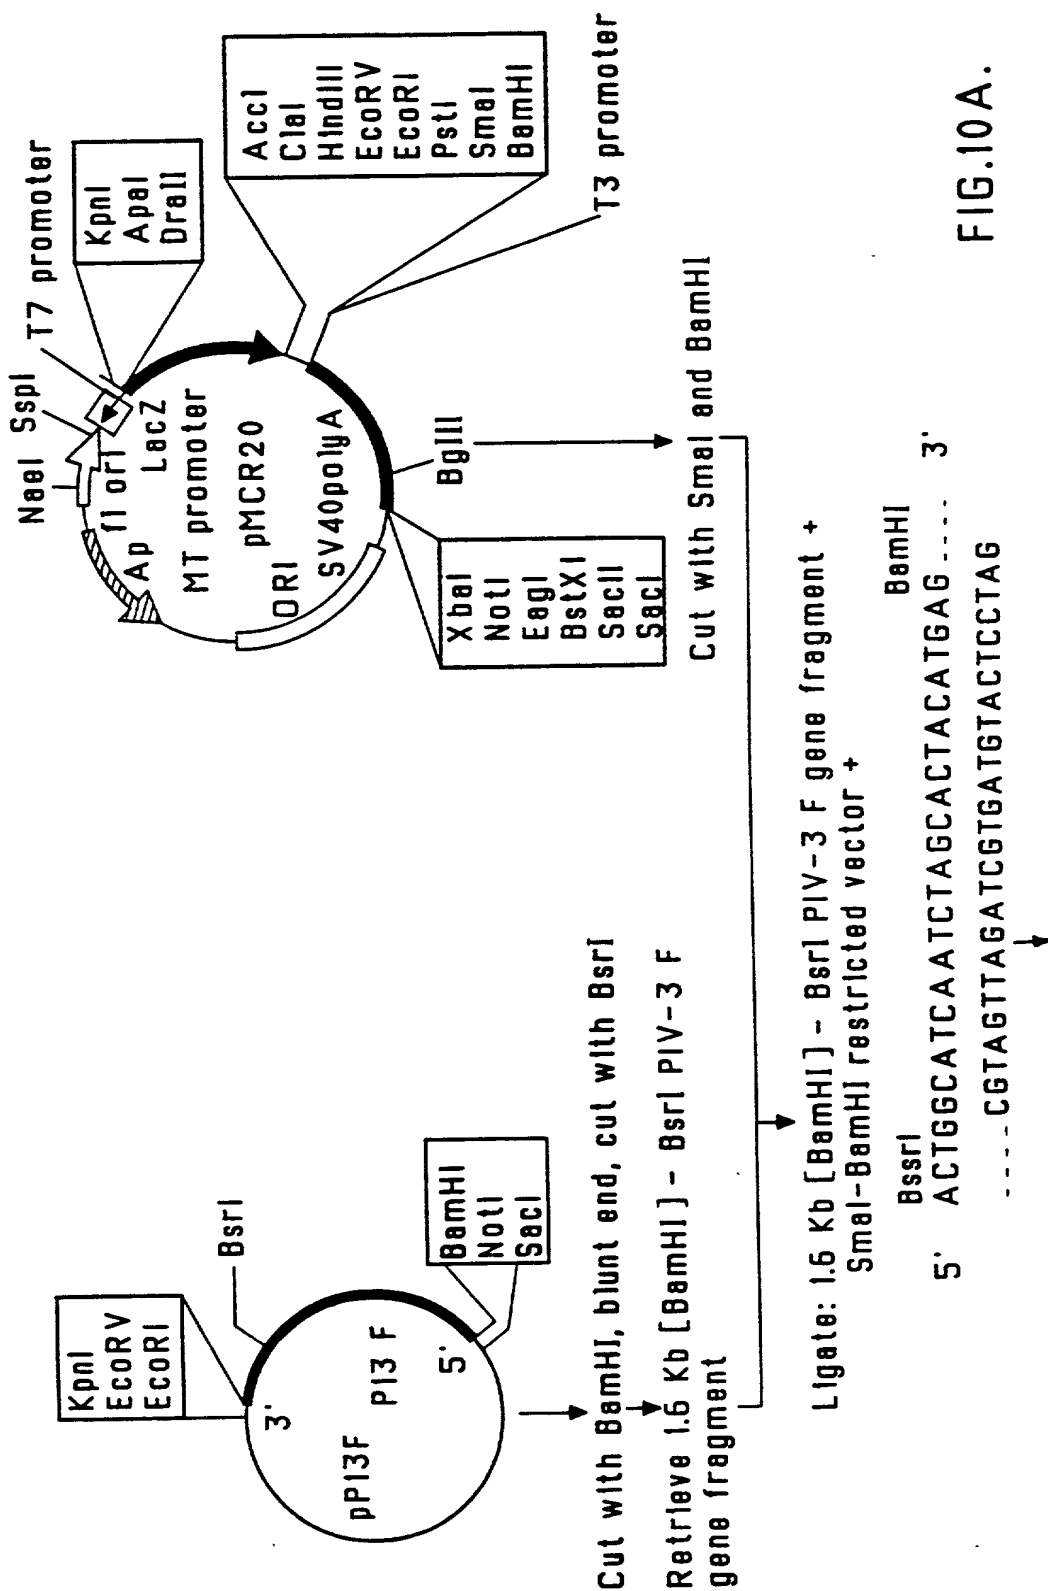 KpnI
EcoRV
EcoRI
3'
BsrI
pPI3F
PI3 F
5'
BamHI
NotI
SacI
NaeI
SspI
T7 promoter
KpnI
ApaI
DraII
Ap
f1 ori
LacZ
MT promoter
pMCR20
ORI
SV40polyA
AccI
ClaI
HindIII
EcoRV
EcoRI
PstI
SmaI
BamHI
T3 promoter
BglII
XbaI
NotI
EagI
BstXI
SacII
SacI
Cut with BamHI, blunt end, cut with BsrI
Retrieve 1.6 Kb [BamHI] - BsrI PIV-3 F
gene fragment
Cut with SmaI and BamHI
Ligate: 1.6 Kb [BamHI] - BsrI PIV-3 F gene fragment +
SmaI-BamHI restricted vector +
BssrI
BamHI
5' ACTGGCATCAATCTAGCACTACATGAG---- 3'
----CGTAGTTAGATCGTGATGTACTCCTAG
FIG.10A.